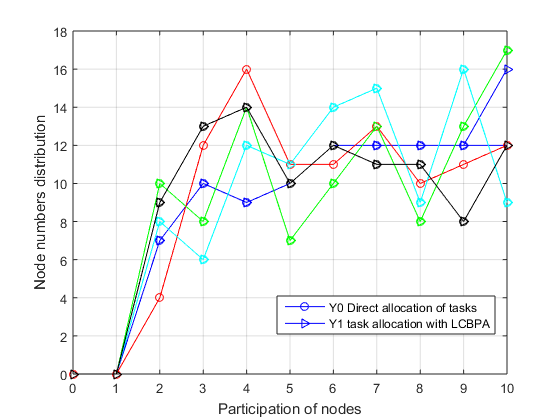 18
16
14
12
10
8
6
4
2
0
Node numbers distribution
Y0 Direct allocation of tasks
Y1 task allocation with LCBPA
0 1 2 3 4 5 6 7 8 9 10
Participation of nodes